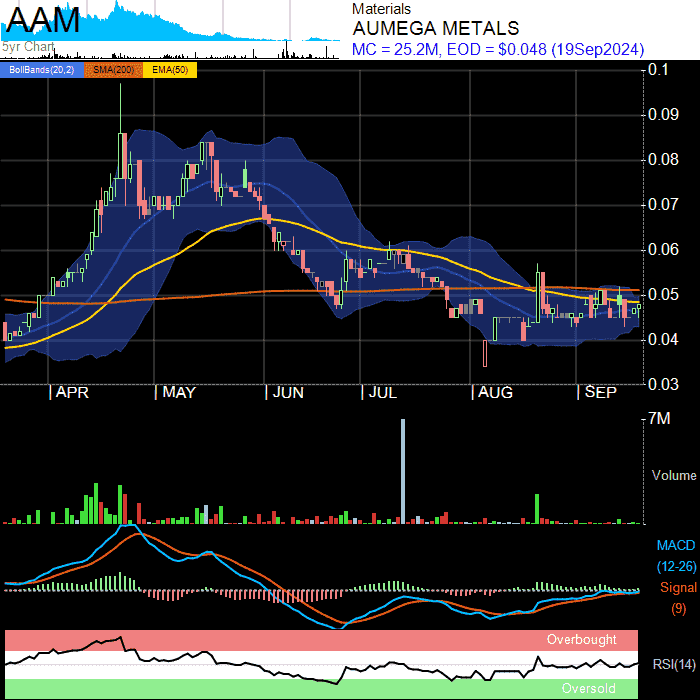 AAM
5yr Chart
Materials
AUMEGA METALS
MC = 25.2M, EOD = $0.048 (19Sep2024)
BollBands(20,2) SMA(200) EMA(50)
0.1
0.09
0.08
0.07
0.06
0.05
0.04
0.03
APR MAY JUN JUL AUG SEP
7M
Volume
MACD
(12-26)
Signal
(9)
Overbought
RSI(14)
Oversold